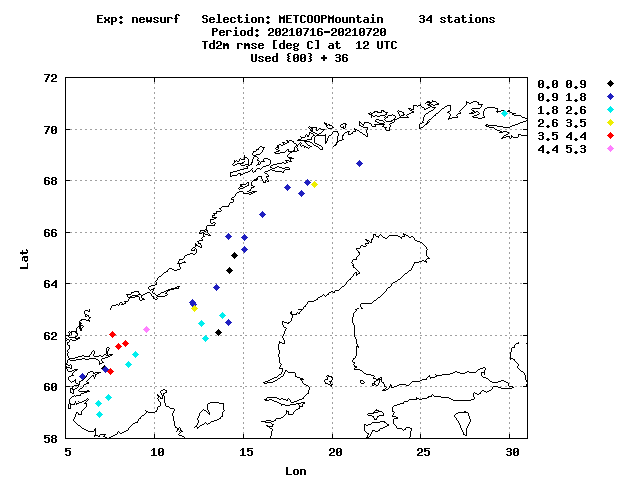 Exp: newsurf   Selection: METCOOPMountain     34 stations
Period: 20210716-20210720
Td2m rmse [deg C] at  12 UTC
Used {00} + 36
72
70
68
66
64
62
60
58
Lat
5 10 15 20 25 30
Lon
0.0 0.9
0.9 1.8
1.8 2.6
2.6 3.5
3.5 4.4
4.4 5.3